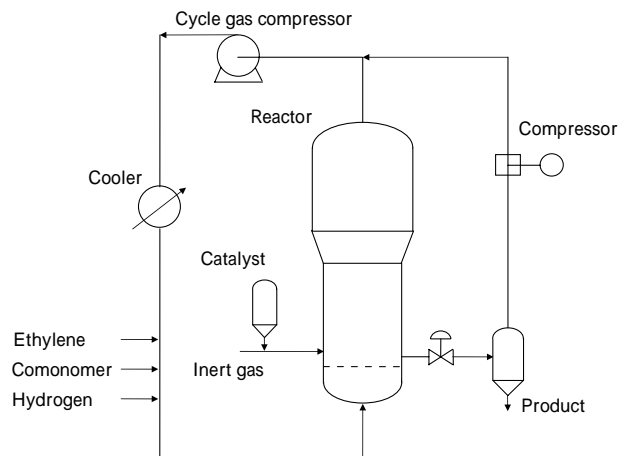 Cycle gas compressor
Reactor
Compressor
Cooler
Catalyst
Ethylene
Inert gas
Comonomer
Hydrogen
Product